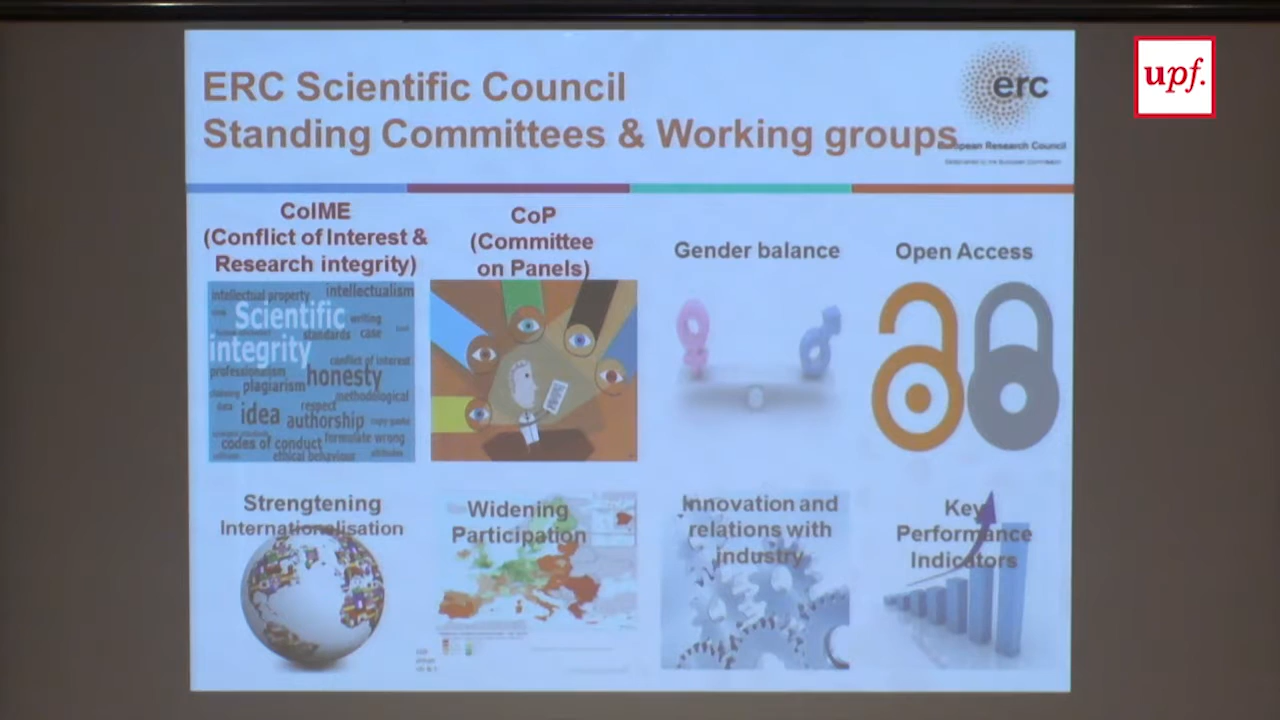 upf.
ERC Scientific Council
Standing Committees & Working groups
erc
European Research Council
CoIME
(Conflict of Interest &
Research integrity)
CoP
(Committee
on Panels)
Gender balance
Open Access
intellectual property intellectualism
Scientific
writing
standards case
integrity
conflict of interest
professionalism
honesty
plagiarism
methodological
data
respect
idea
authorship
codes of conduct
formulate wrong
ethical behaviour
attitudes
Strengtening
Internationalisation
Widening
Participation
Innovation and
relations with
industry
Key
Performance
Indicators